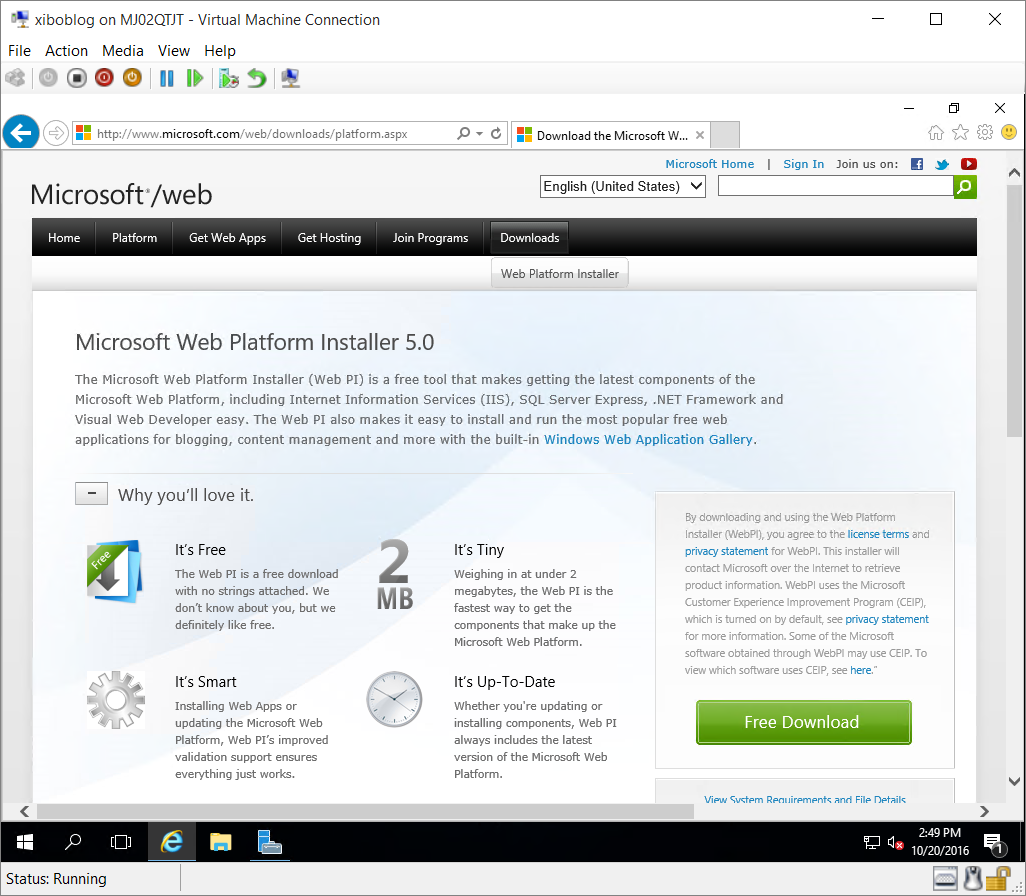 xiboblog on MJ02QTJT - Virtual Machine Connection
File Action Media View Help
http://www.microsoft.com/web/downloads/platform.aspx
Download the Microsoft W...
Microsoft Home | Sign In Join us on:
Microsoft®/web
English (United States)
Home Platform Get Web Apps Get Hosting Join Programs Downloads
Web Platform Installer
Microsoft Web Platform Installer 5.0
The Microsoft Web Platform Installer (Web PI) is a free tool that makes getting the latest components of the
Microsoft Web Platform, including Internet Information Services (IIS), SQL Server Express, .NET Framework and
Visual Web Developer easy. The Web PI also makes it easy to install and run the most popular free web
applications for blogging, content management and more with the built-in Windows Web Application Gallery.
Why you'll love it.
Free
It's Free
The Web PI is a free download
with no strings attached. We
don't know about you, but we
definitely like free.
2
MB
It's Tiny
Weighing in at under 2
megabytes, the Web PI is the
fastest way to get the
components that make up the
Microsoft Web Platform.
It's Smart
Installing Web Apps or
updating the Microsoft Web
Platform, Web PI's improved
validation support ensures
everything just works.
It's Up-To-Date
Whether you're updating or
installing components, Web PI
always includes the latest
version of the Microsoft Web
Platform.
By downloading and using the Web Platform
Installer (WebPI), you agree to the license terms and
privacy statement for WebPI. This installer will
contact Microsoft over the Internet to retrieve
product information. WebPI uses the Microsoft
Customer Experience Improvement Program (CEIP),
which is turned on by default, see privacy statement
for more information. Some of the Microsoft
software obtained through WebPI may use CEIP. To
view which software uses CEIP, see here."
Free Download
View System Requirements and File Details
2:49 PM
10/20/2016
1
Status: Running